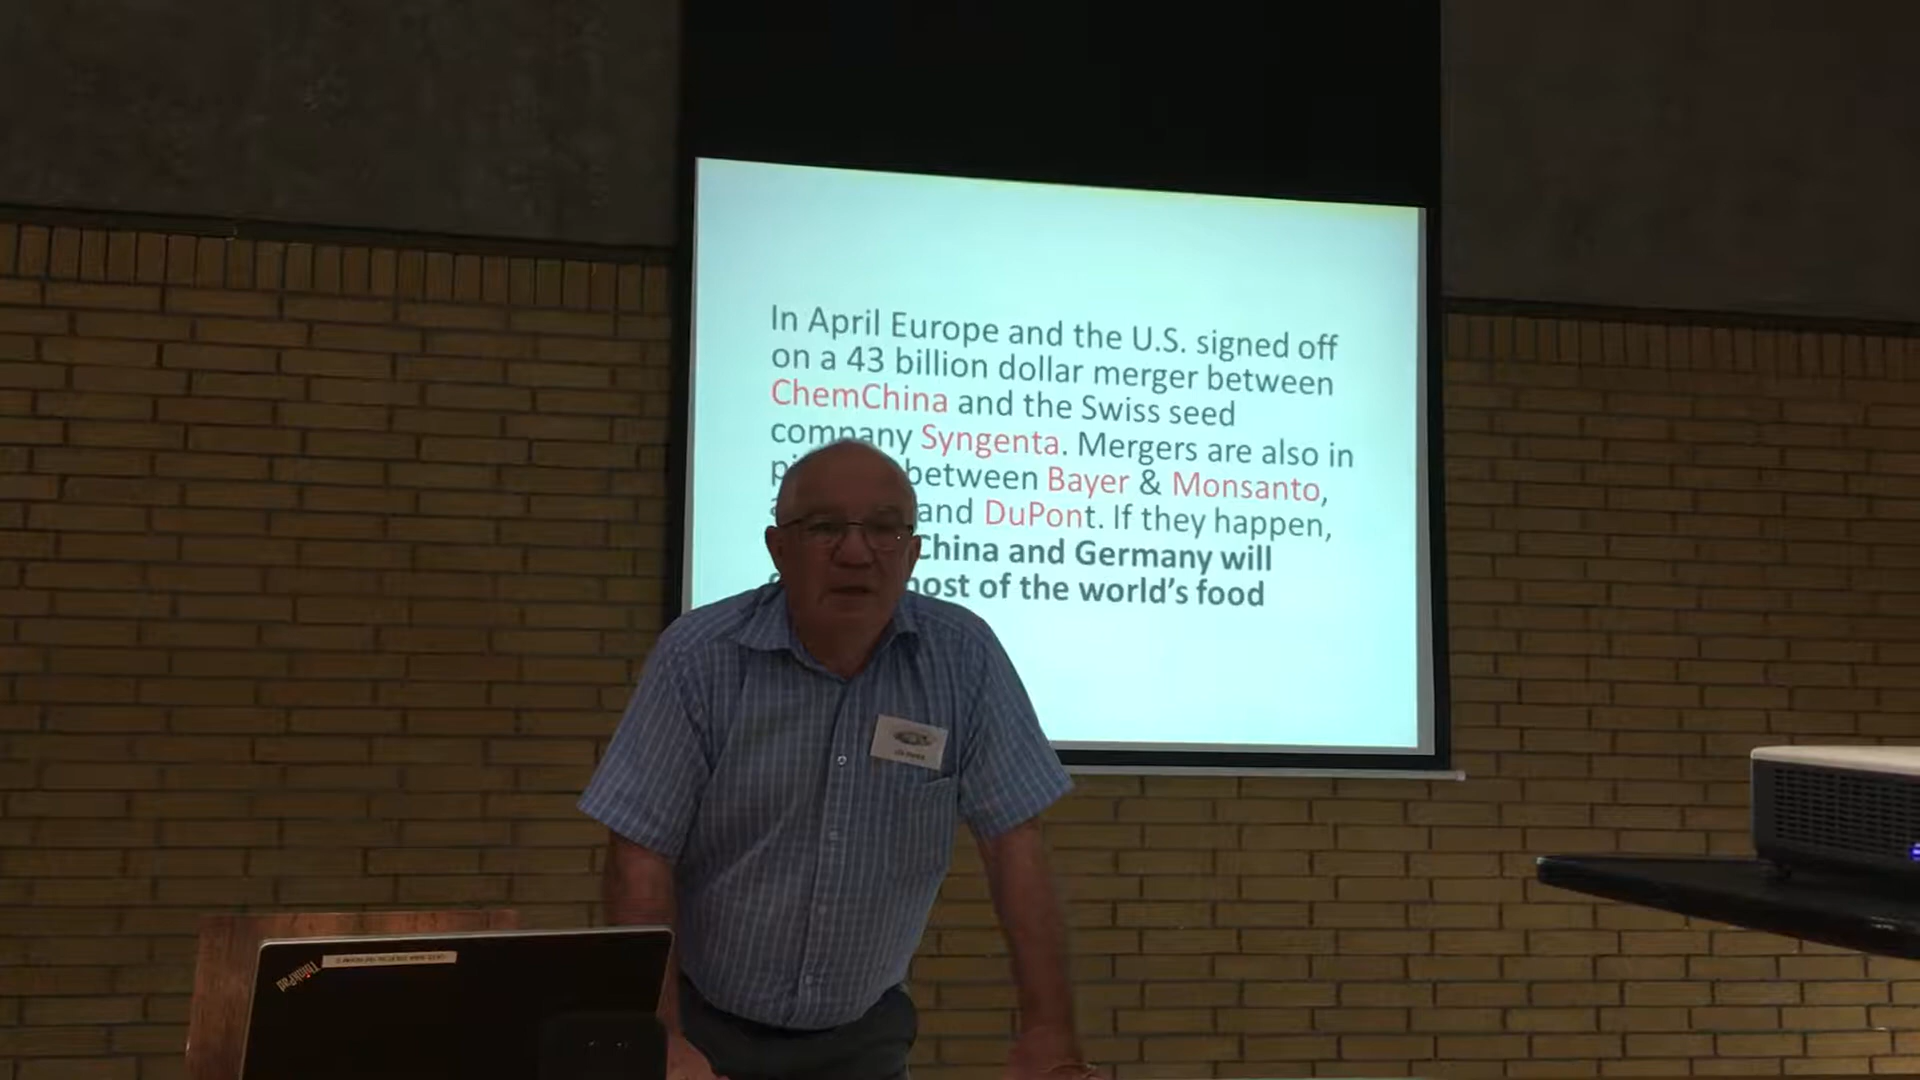 In April Europe and the U.S. signed off
on a 43 billion dollar merger between
ChemChina and the Swiss seed
company Syngenta. Mergers are also in
between Bayer & Monsanto,
and DuPont. If they happen,
China and Germany will
most of the world's food
ThinkPad